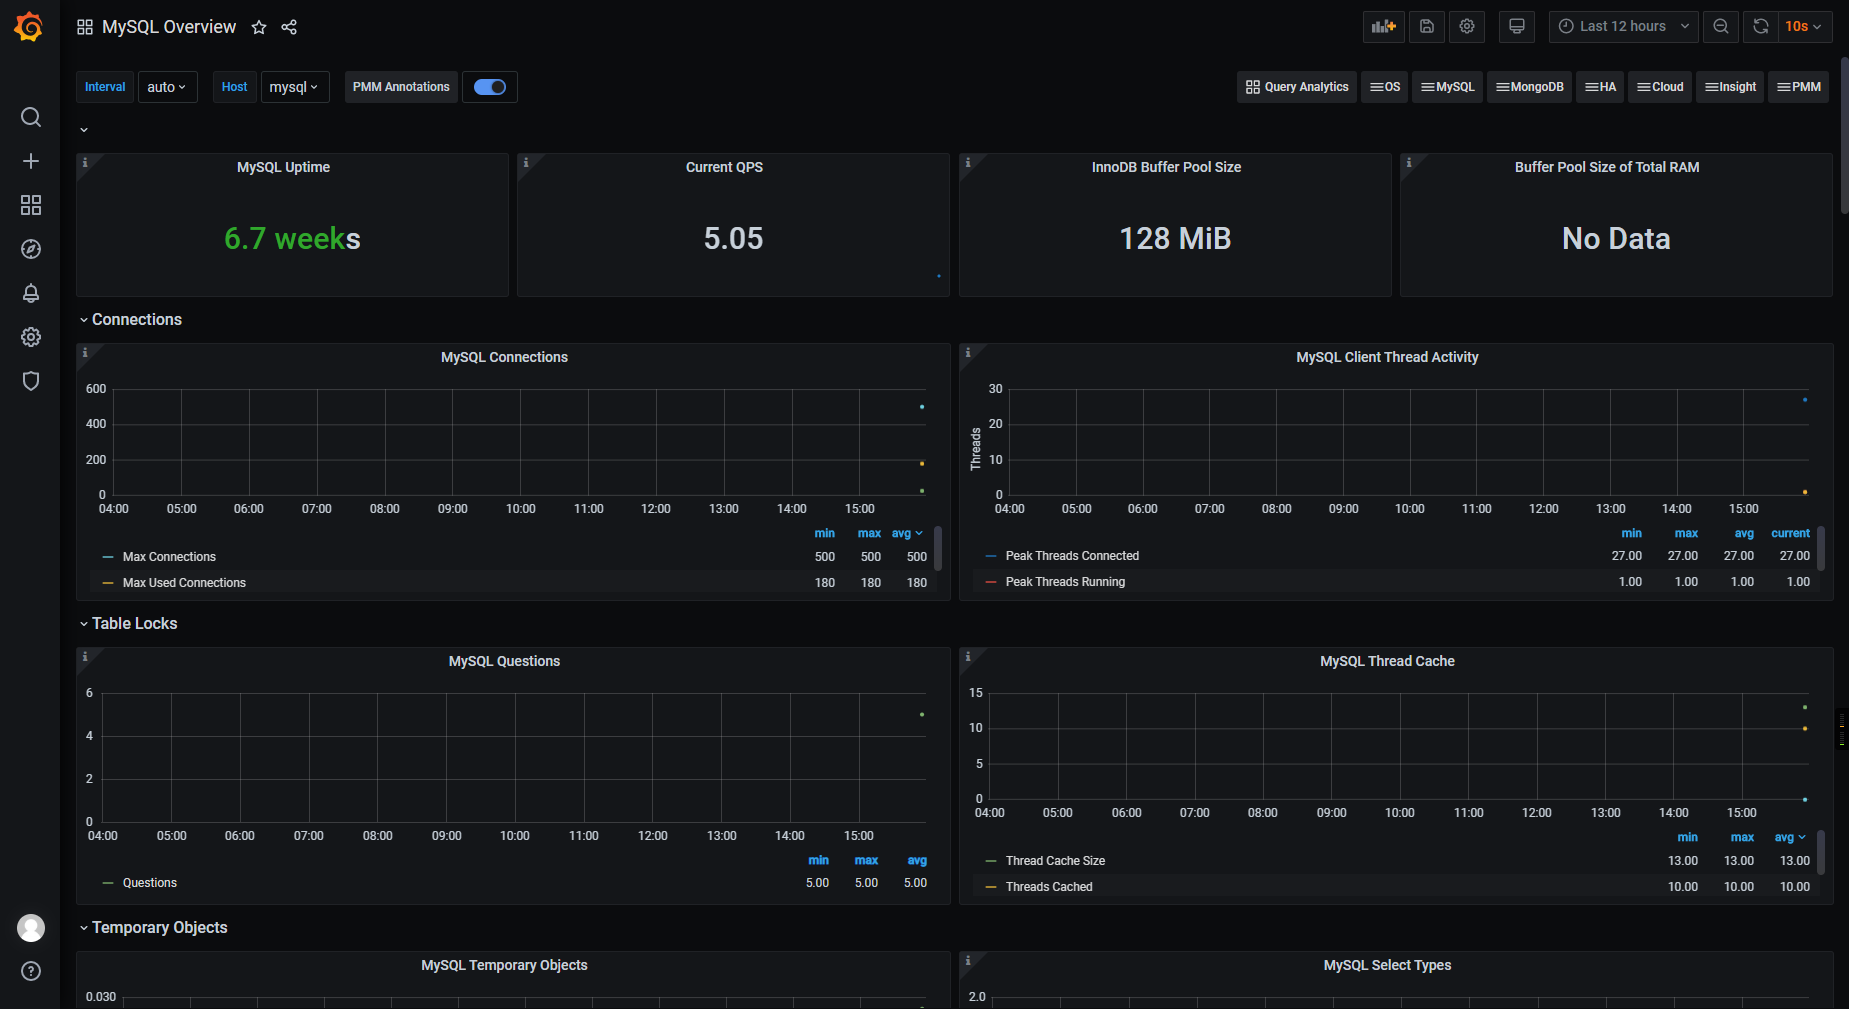 MySQL Overview
Last 12 hours
10s
Interval auto Host mysql PMM Annotations
Query Analytics OS MySQL MongoDB HA Cloud Insight PMM
MySQL Uptime
6.7 weeks
Current QPS
5.05
InnoDB Buffer Pool Size
128 MiB
Buffer Pool Size of Total RAM
No Data
Connections
MySQL Connections
600
400
200
0
04:00 05:00 06:00 07:00 08:00 09:00 10:00 11:00 12:00 13:00 14:00 15:00
min max avg
Max Connections 500 500 500
Max Used Connections 180 180 180
MySQL Client Thread Activity
Threads
30
20
10
0
04:00 05:00 06:00 07:00 08:00 09:00 10:00 11:00 12:00 13:00 14:00 15:00
min max avg current
Peak Threads Connected 27.00 27.00 27.00 27.00
Peak Threads Running 1.00 1.00 1.00 1.00
Table Locks
MySQL Questions
6
4
2
0
04:00 05:00 06:00 07:00 08:00 09:00 10:00 11:00 12:00 13:00 14:00 15:00
min max avg
Questions 5.00 5.00 5.00
MySQL Thread Cache
15
10
5
0
04:00 05:00 06:00 07:00 08:00 09:00 10:00 11:00 12:00 13:00 14:00 15:00
min max avg
Thread Cache Size 13.00 13.00 13.00
Threads Cached 10.00 10.00 10.00
Temporary Objects
MySQL Temporary Objects
0.030
MySQL Select Types
2.0